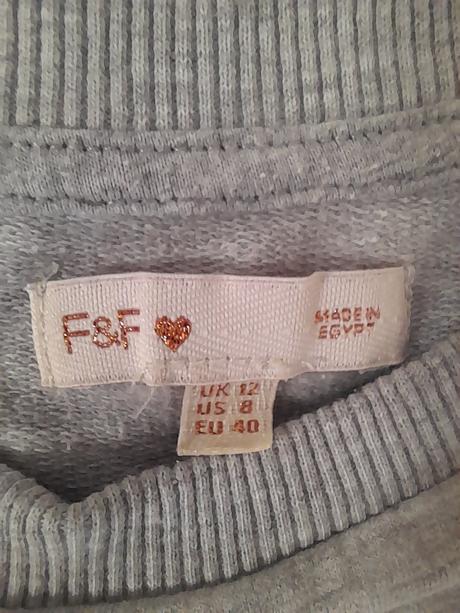 F&F
MADE IN
EGYPT
UK 12
US 8
EU 40